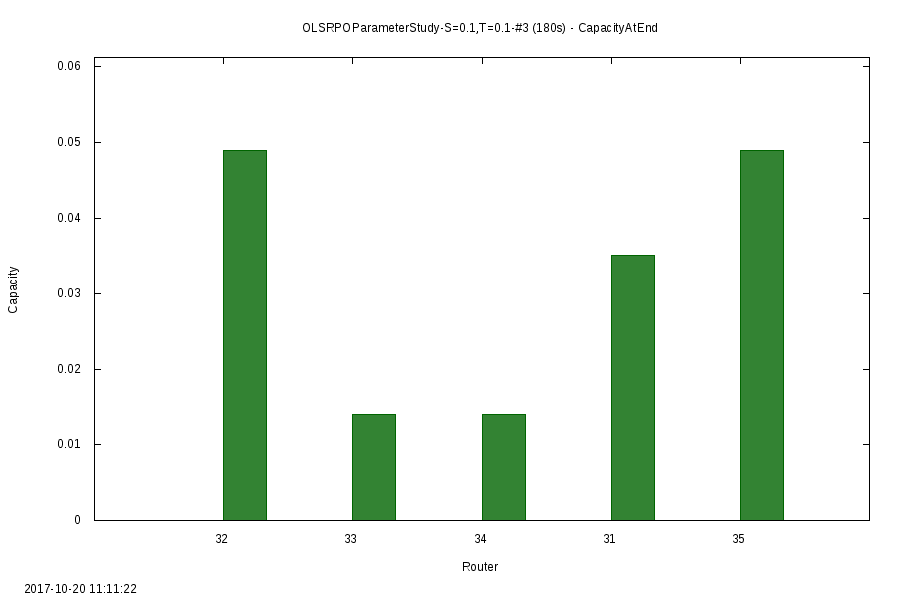 OLSRPOParameterStudy-S=0.1,T=0.1-#3 (180s) - CapacityAtEnd
0.06
0.05
0.04
0.03
0.02
0.01
0
Capacity
32 33 34 31 35
Router
2017-10-20 11:11:22